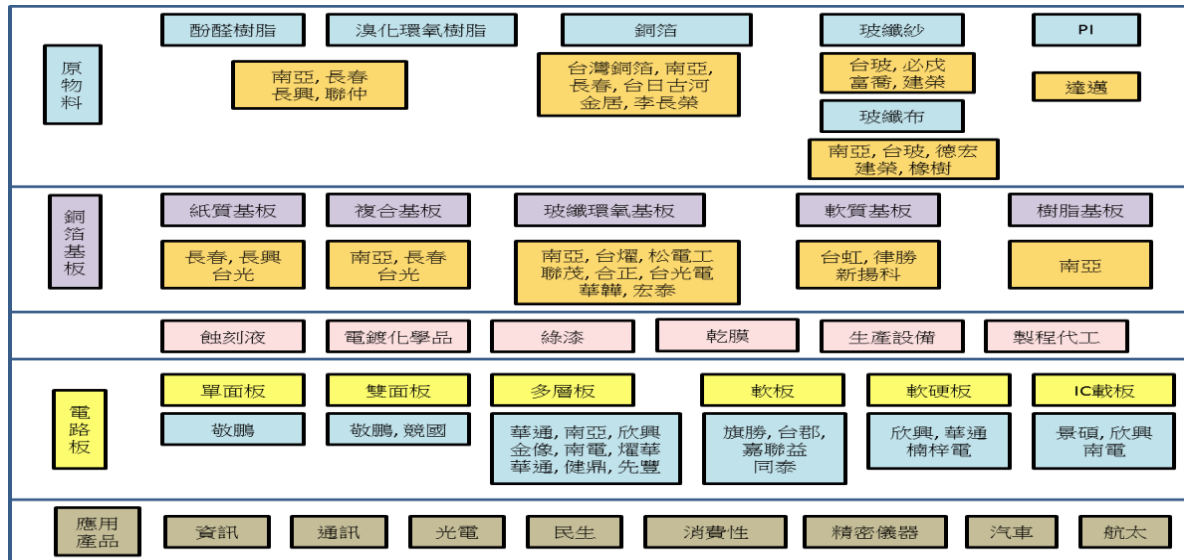 原物料
酚醛樹脂
溴化環氧樹脂
銅箔
玻纖紗
PI
南亞, 長春
長興, 聯仲
台灣銅箔, 南亞,
長春, 台日古河
金居, 李長榮
台玻, 必成
富喬, 建榮
達邁
玻纖布
南亞, 台玻, 德宏
建榮, 橡樹
銅箔基板
紙質基板
複合基板
玻纖環氧基板
軟質基板
樹脂基板
長春, 長興
台光
南亞, 長春
台光
南亞, 台燿, 松電工
聯茂, 合正, 台光電
華韡, 宏泰
台虹, 律勝
新揚科
南亞
蝕刻液
電鍍化學品
綠漆
乾膜
生產設備
製程代工
電路板
單面板
雙面板
多層板
軟板
軟硬板
IC載板
敬鵬
敬鵬, 競國
華通, 南亞, 欣興
金像, 南電, 燿華
華通, 健鼎, 先豐
旗勝, 台郡,
嘉聯益
同泰
欣興, 華通
楠梓電
景碩, 欣興
南電
應用
產品
資訊
通訊
光電
民生
消費性
精密儀器
汽車
航太